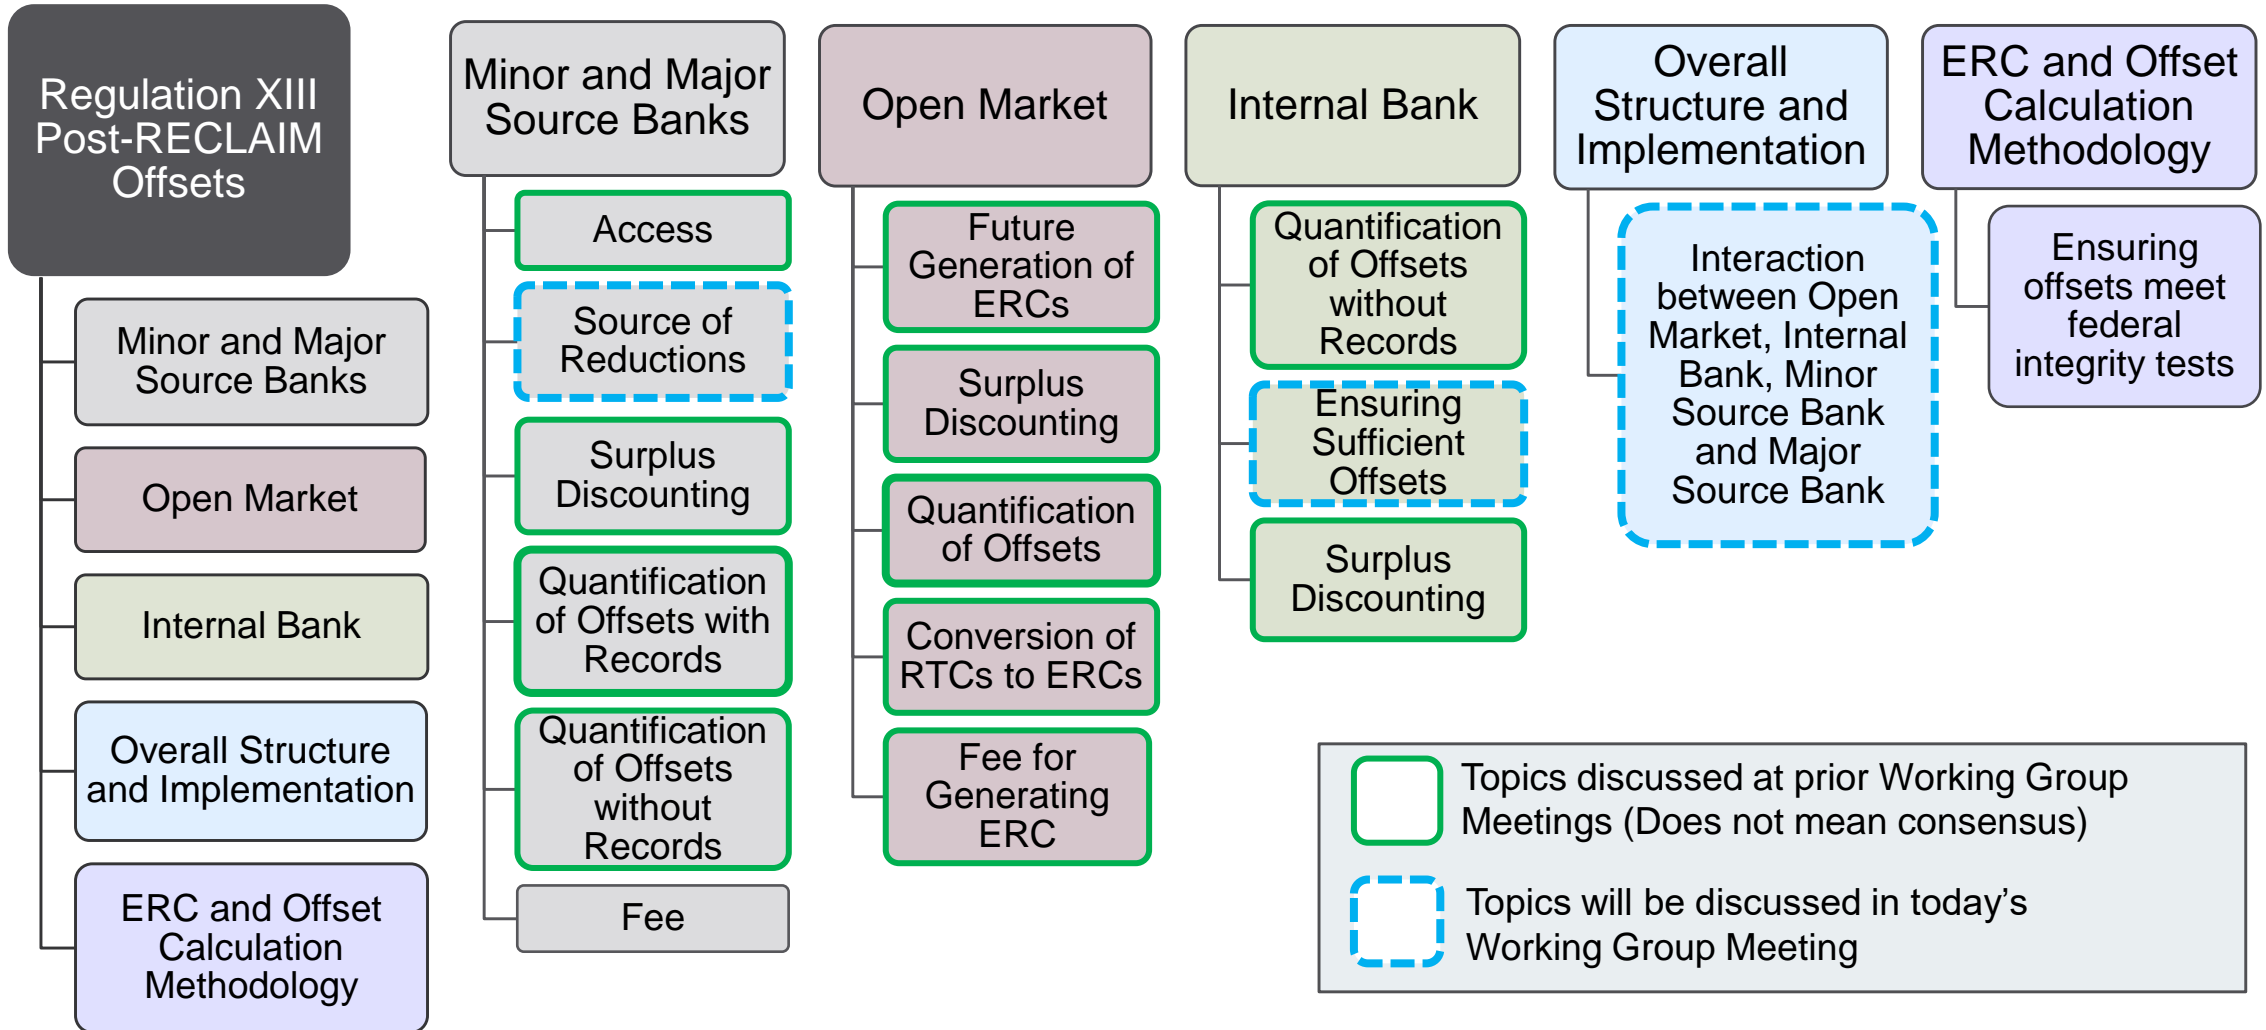 Regulation XIII
Post-RECLAIM
Offsets
Minor and Major
Source Banks
Open Market
Internal Bank
Overall Structure
and Implementation
ERC and Offset
Calculation
Methodology
Minor and Major
Source Banks
Access
Source of
Reductions
Surplus
Discounting
Quantification
of Offsets with
Records
Quantification
of Offsets
without
Records
Fee
Open Market
Future
Generation of
ERCs
Surplus
Discounting
Quantification
of Offsets
Conversion of
RTCs to ERCs
Fee for
Generating
ERC
Internal Bank
Quantification
of Offsets
without
Records
Ensuring
Sufficient
Offsets
Surplus
Discounting
Overall
Structure and
Implementation
Interaction
between Open
Market, Internal
Bank, Minor
Source Bank
and Major
Source Bank
ERC and Offset
Calculation
Methodology
Ensuring
offsets meet
federal
integrity tests
Topics discussed at prior Working Group
Meetings (Does not mean consensus)
Topics will be discussed in today’s
Working Group Meeting